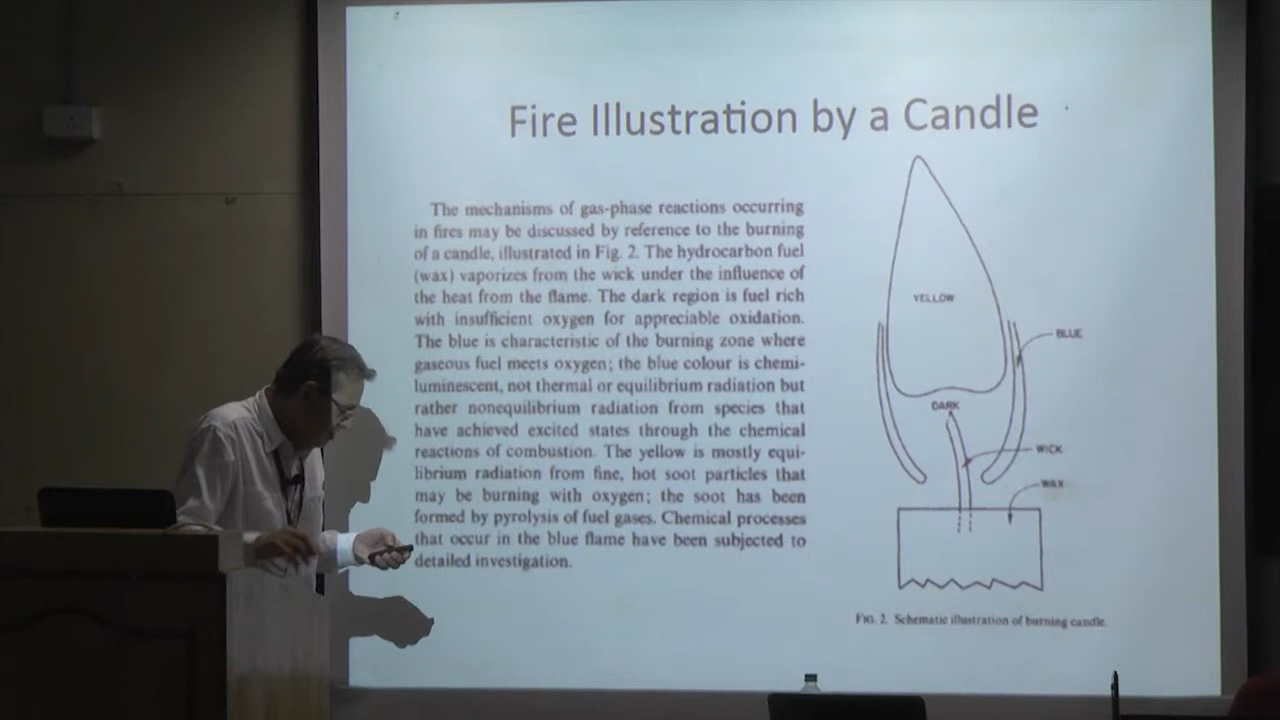 Fire Illustration by a Candle
The mechanisms of gas-phase reactions occurring
in fires may be discussed by reference to the burning
of a candle, illustrated in Fig. 2. The hydrocarbon fuel
(wax) vaporizes from the wick under the influence of
the heat from the flame. The dark region is fuel rich
with insufficient oxygen for appreciable oxidation.
The blue is characteristic of the burning zone where
gaseous fuel meets oxygen; the blue colour is chemi-
luminescent, not thermal or equilibrium radiation but
rather nonequilibrium radiation from species that
have achieved excited states through the chemical
reactions of combustion. The yellow is mostly equi-
librium radiation from fine, hot soot particles that
may be burning with oxygen; the soot has been
formed by pyrolysis of fuel gases. Chemical processes
that occur in the blue flame have been subjected to
detailed investigation.
YELLOW
BLUE
DARK
WICK
WAX
FIG. 2. Schematic illustration of burning candle.